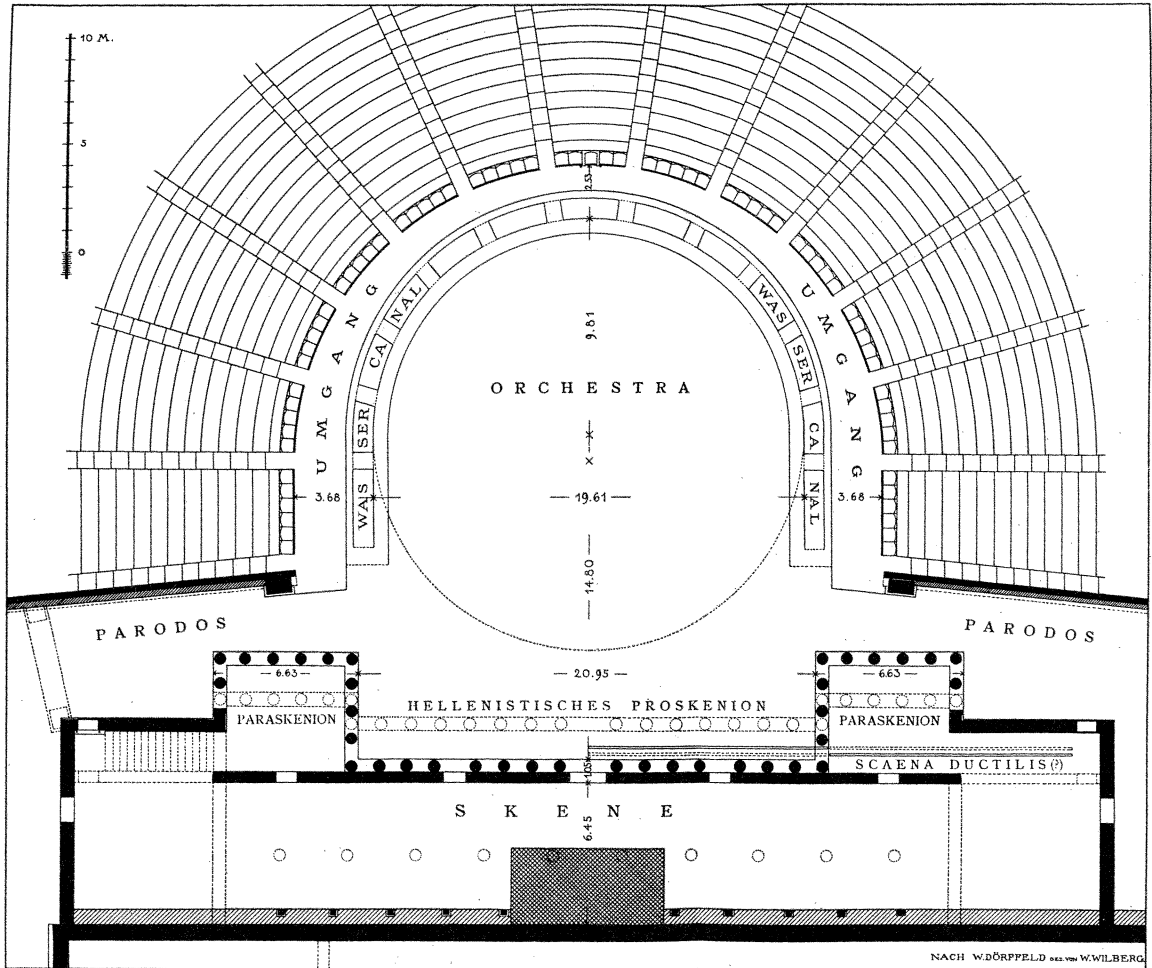 10 M.
5
0
2.53
9.81
ORCHESTRA
19.61
14.80
3.68
3.68
UMGANG
UMGANG
WASSERCANAL
WASSERCANAL
PARODOS
PARODOS
6.63
20.95
6.63
HELLENISTISCHES PROSKENION
PARASKENION
PARASKENION
SCAENA DUCTILIS (?)
SKENE
6.45
NACH W.DÖRPFELD GEZ. VON W.WILBERG